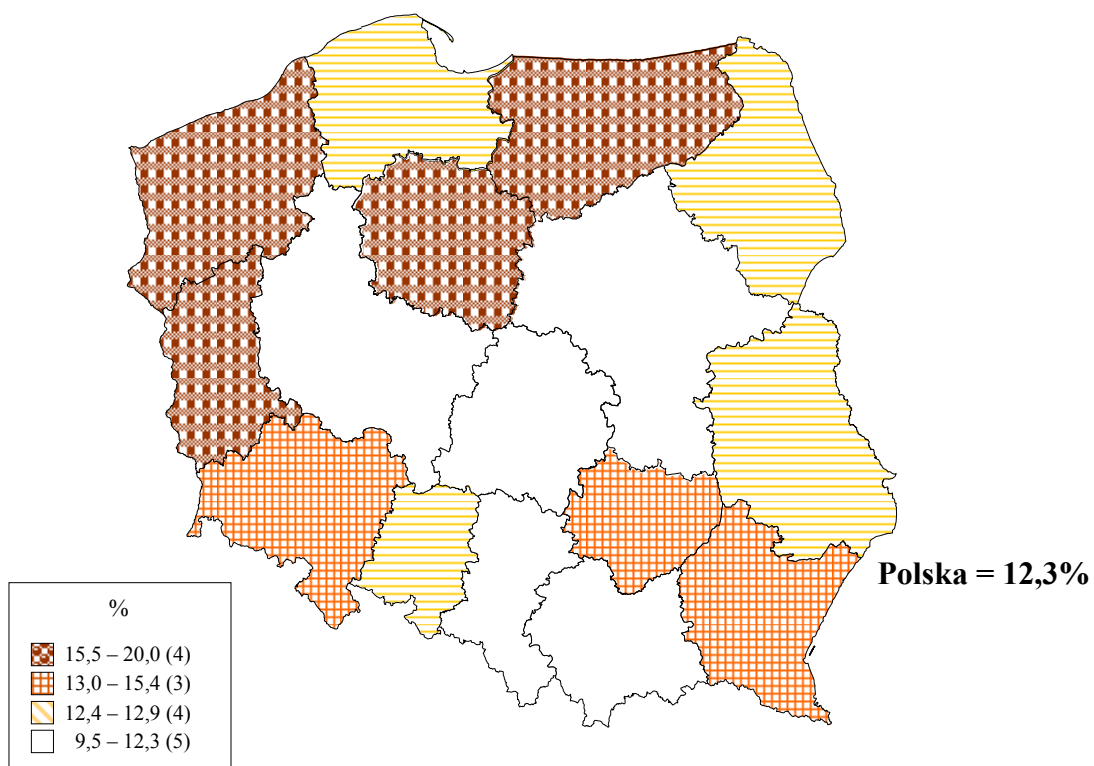 Polska = 12,3%
%
15,5 – 20,0 (4)
13,0 – 15,4 (3)
12,4 – 12,9 (4)
9,5 – 12,3 (5)